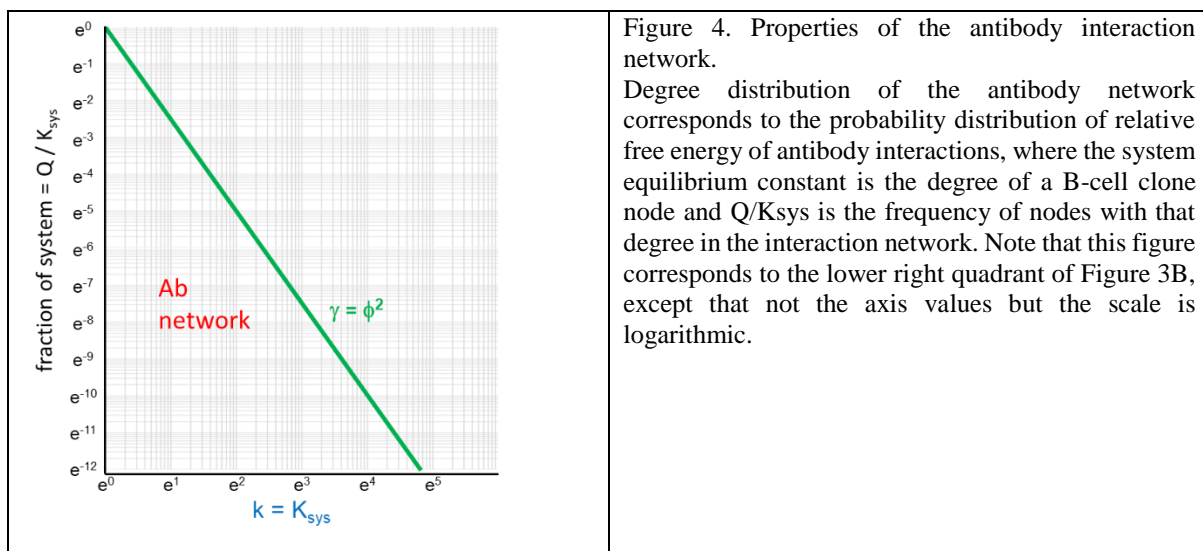 e⁰
e⁻¹
e⁻²
e⁻³
e⁻⁴
e⁻⁵
e⁻⁶
e⁻⁷
e⁻⁸
e⁻⁹
e⁻¹⁰
e⁻¹¹
e⁻¹²
fraction of system = Q / Kₛᵧₛ
Ab
network
γ = ϕ²
e⁰ e¹ e² e³ e⁴ e⁵
k = Kₛᵧₛ
Figure 4. Properties of the antibody interaction
network.
Degree distribution of the antibody network
corresponds to the probability distribution of relative
free energy of antibody interactions, where the system
equilibrium constant is the degree of a B-cell clone
node and Q/Ksys is the frequency of nodes with that
degree in the interaction network. Note that this figure
corresponds to the lower right quadrant of Figure 3B,
except that not the axis values but the scale is
logarithmic.